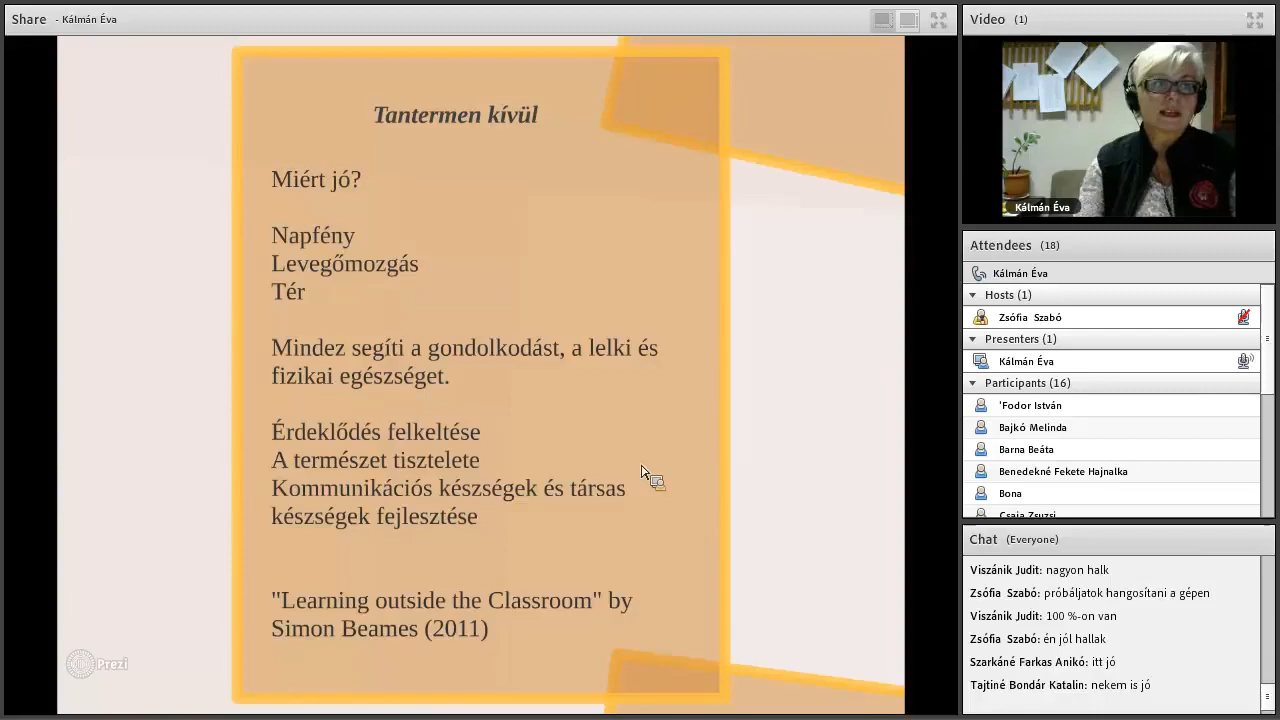 Share - Kálmán Éva
Tantermen kívül
Miért jó?
Napfény
Levegőmozgás
Tér
Mindez segíti a gondolkodást, a lelki és
fizikai egészséget.
Érdeklődés felkeltése
A természet tisztelete
Kommunikációs készségek és társas
készségek fejlesztése
"Learning outside the Classroom" by
Simon Beames (2011)
Prezi
Video (1)
Kálmán Éva
Attendees (18)
Kálmán Éva
Hosts (1)
Zsófia Szabó
Presenters (1)
Kálmán Éva
Participants (16)
'Fodor István
Bajkó Melinda
Barna Beáta
Benedekné Fekete Hajnalka
Bona
Csaja Zsuzsi
Chat (Everyone)
Viszánik Judit: nagyon halk
Zsófia Szabó: próbáljatok hangosítani a gépen
Viszánik Judit: 100 %-on van
Zsófia Szabó: én jól hallak
Szarkáné Farkas Anikó: itt jó
Tajtiné Bondár Katalin: nekem is jó